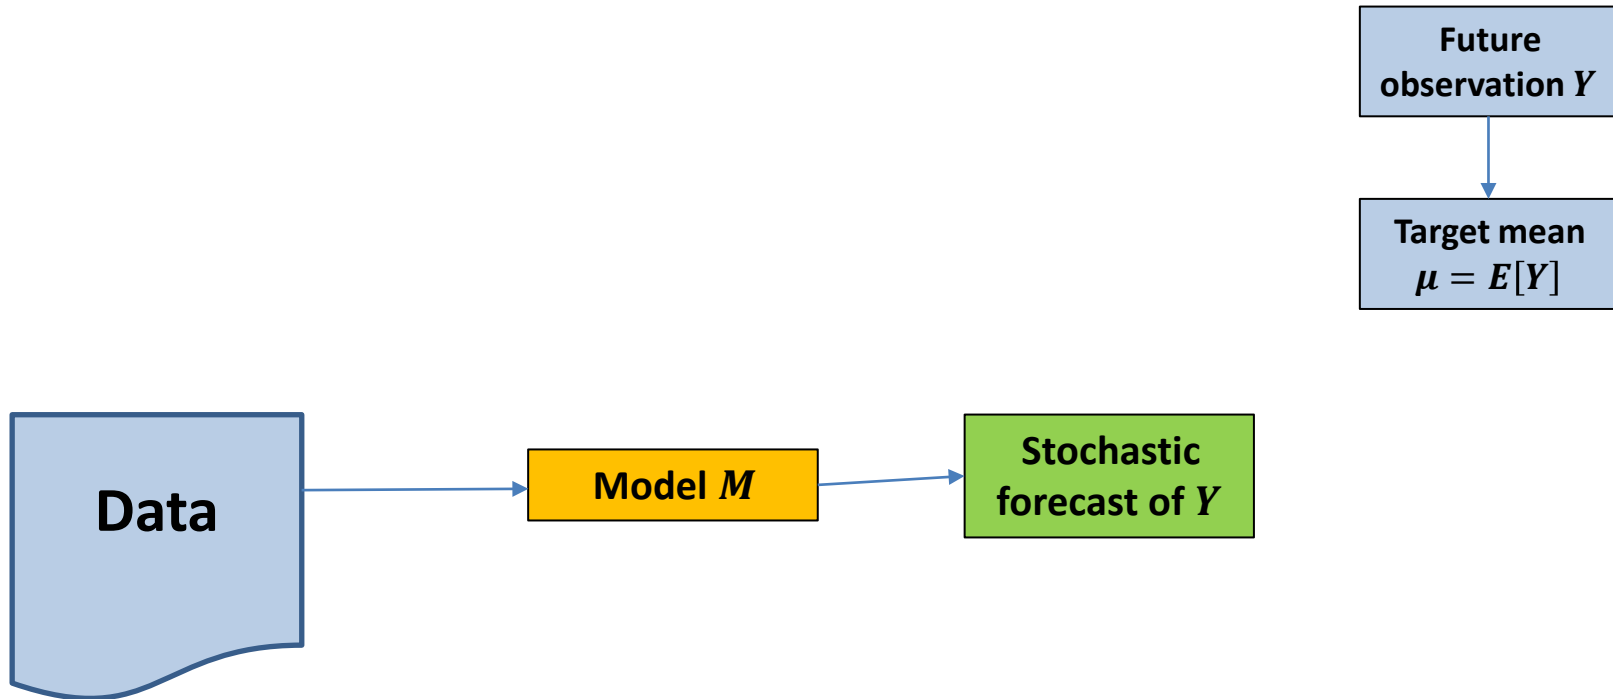 Future
observation Y
Target mean
μ = E[Y]
Data
Model M
Stochastic
forecast of Y